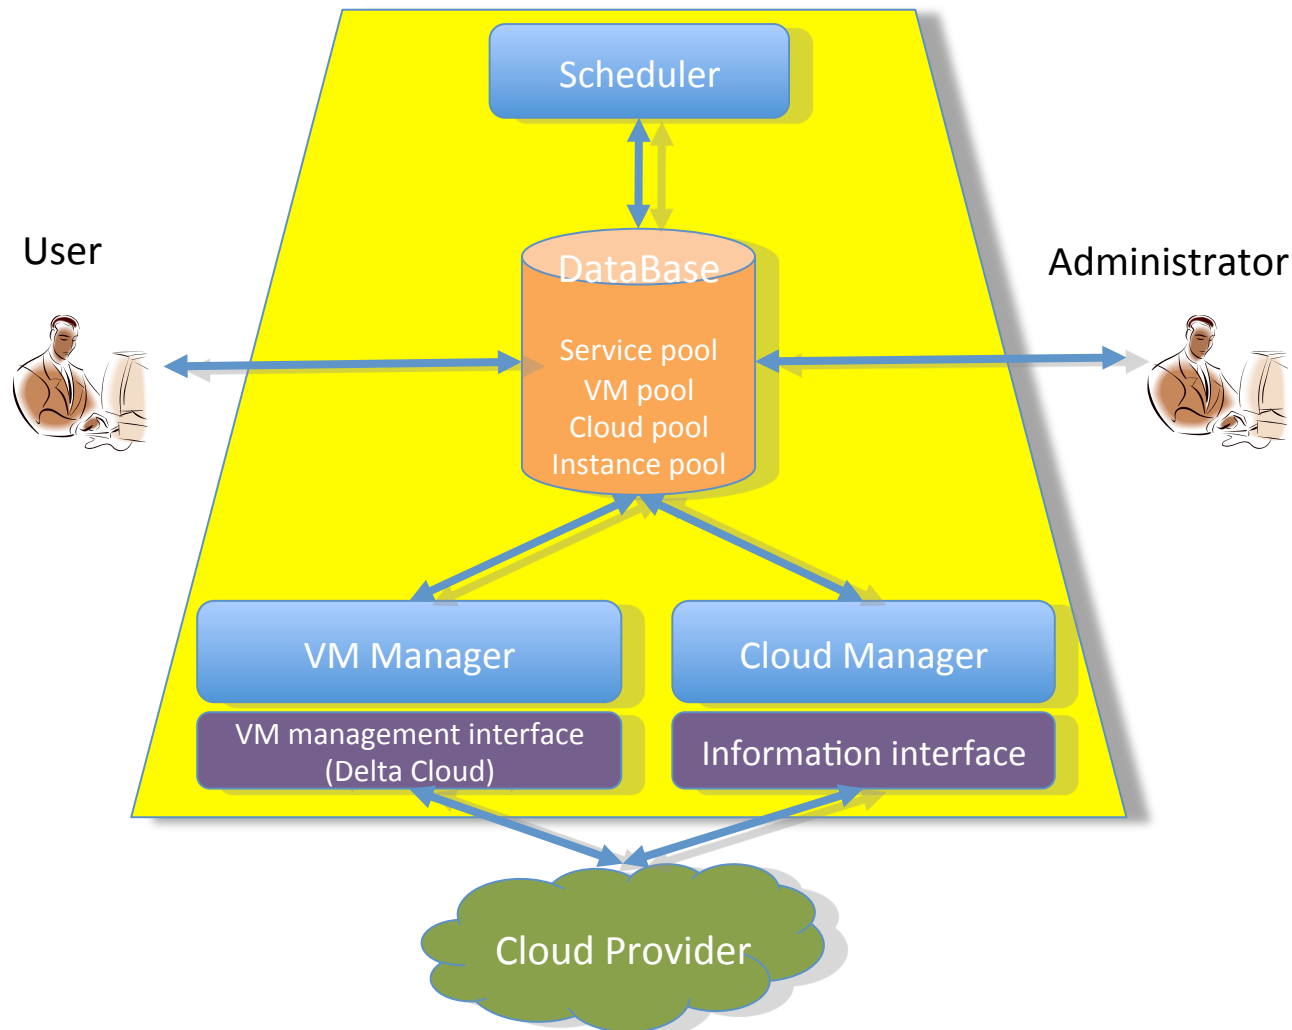 Scheduler
User
Administrator
DataBase
Service pool
VM pool
Cloud pool
Instance pool
VM Manager
Cloud Manager
VM management interface
(Delta Cloud)
Information interface
Cloud Provider